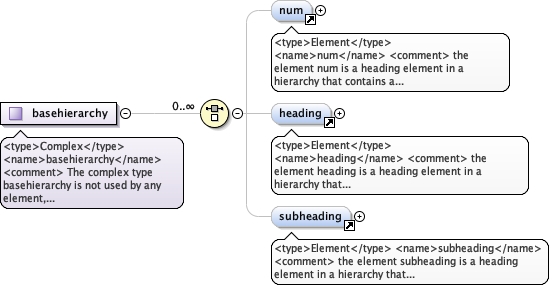 num
<type>Element</type>
<name>num</name> <comment> the
element num is a heading element in a
hierarchy that contains a...
0..∞
basehierarchy
<type>Complex</type>
<name>basehierarchy</name>
<comment> The complex type
basehierarchy is not used by any
element,...
heading
<type>Element</type>
<name>heading</name> <comment> the
element heading is a heading element in a
hierarchy that...
subheading
<type>Element</type> <name>subheading</name>
<comment> the element subheading is a heading
element in a hierarchy that...